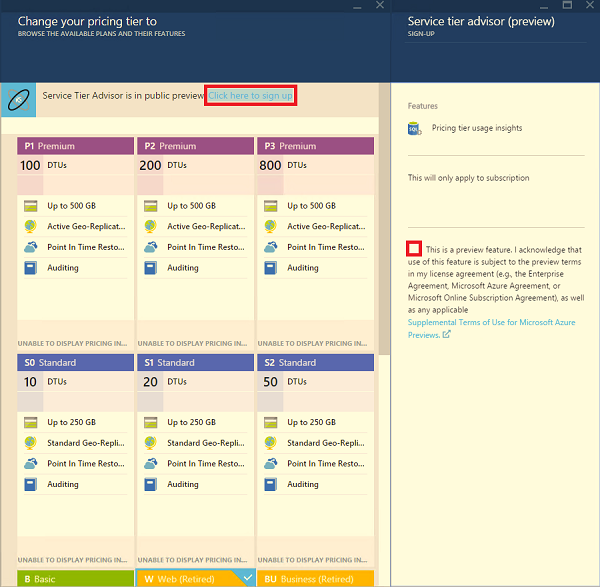 Change your pricing tier to
BROWSE THE AVAILABLE PLANS AND THEIR FEATURES
Service Tier Advisor is in public preview. Click here to sign up
P1 Premium
100 DTUs
Up to 500 GB
Active Geo-Replicat...
Point In Time Resto...
Auditing
UNABLE TO DISPLAY PRICING IN...
P2 Premium
200 DTUs
Up to 500 GB
Active Geo-Replicat...
Point In Time Resto...
Auditing
UNABLE TO DISPLAY PRICING IN...
P3 Premium
800 DTUs
Up to 500 GB
Active Geo-Replicat...
Point In Time Resto...
Auditing
UNABLE TO DISPLAY PRICING IN...
S0 Standard
10 DTUs
Up to 250 GB
Standard Geo-Repli...
Point In Time Resto...
Auditing
UNABLE TO DISPLAY PRICING IN...
S1 Standard
20 DTUs
Up to 250 GB
Standard Geo-Repli...
Point In Time Resto...
Auditing
UNABLE TO DISPLAY PRICING IN...
S2 Standard
50 DTUs
Up to 250 GB
Standard Geo-Repli...
Point In Time Resto...
Auditing
UNABLE TO DISPLAY PRICING IN...
B Basic
W Web (Retired)
BU Business (Retired)
Service tier advisor (preview)
SIGN-UP
Features
SQL
Pricing tier usage insights
This will only apply to subscription
This is a preview feature. I acknowledge that
use of this feature is subject to the preview terms
in my license agreement (e.g., the Enterprise
Agreement, Microsoft Azure Agreement, or
Microsoft Online Subscription Agreement), as well
as any applicable
Supplemental Terms of Use for Microsoft Azure
Previews.